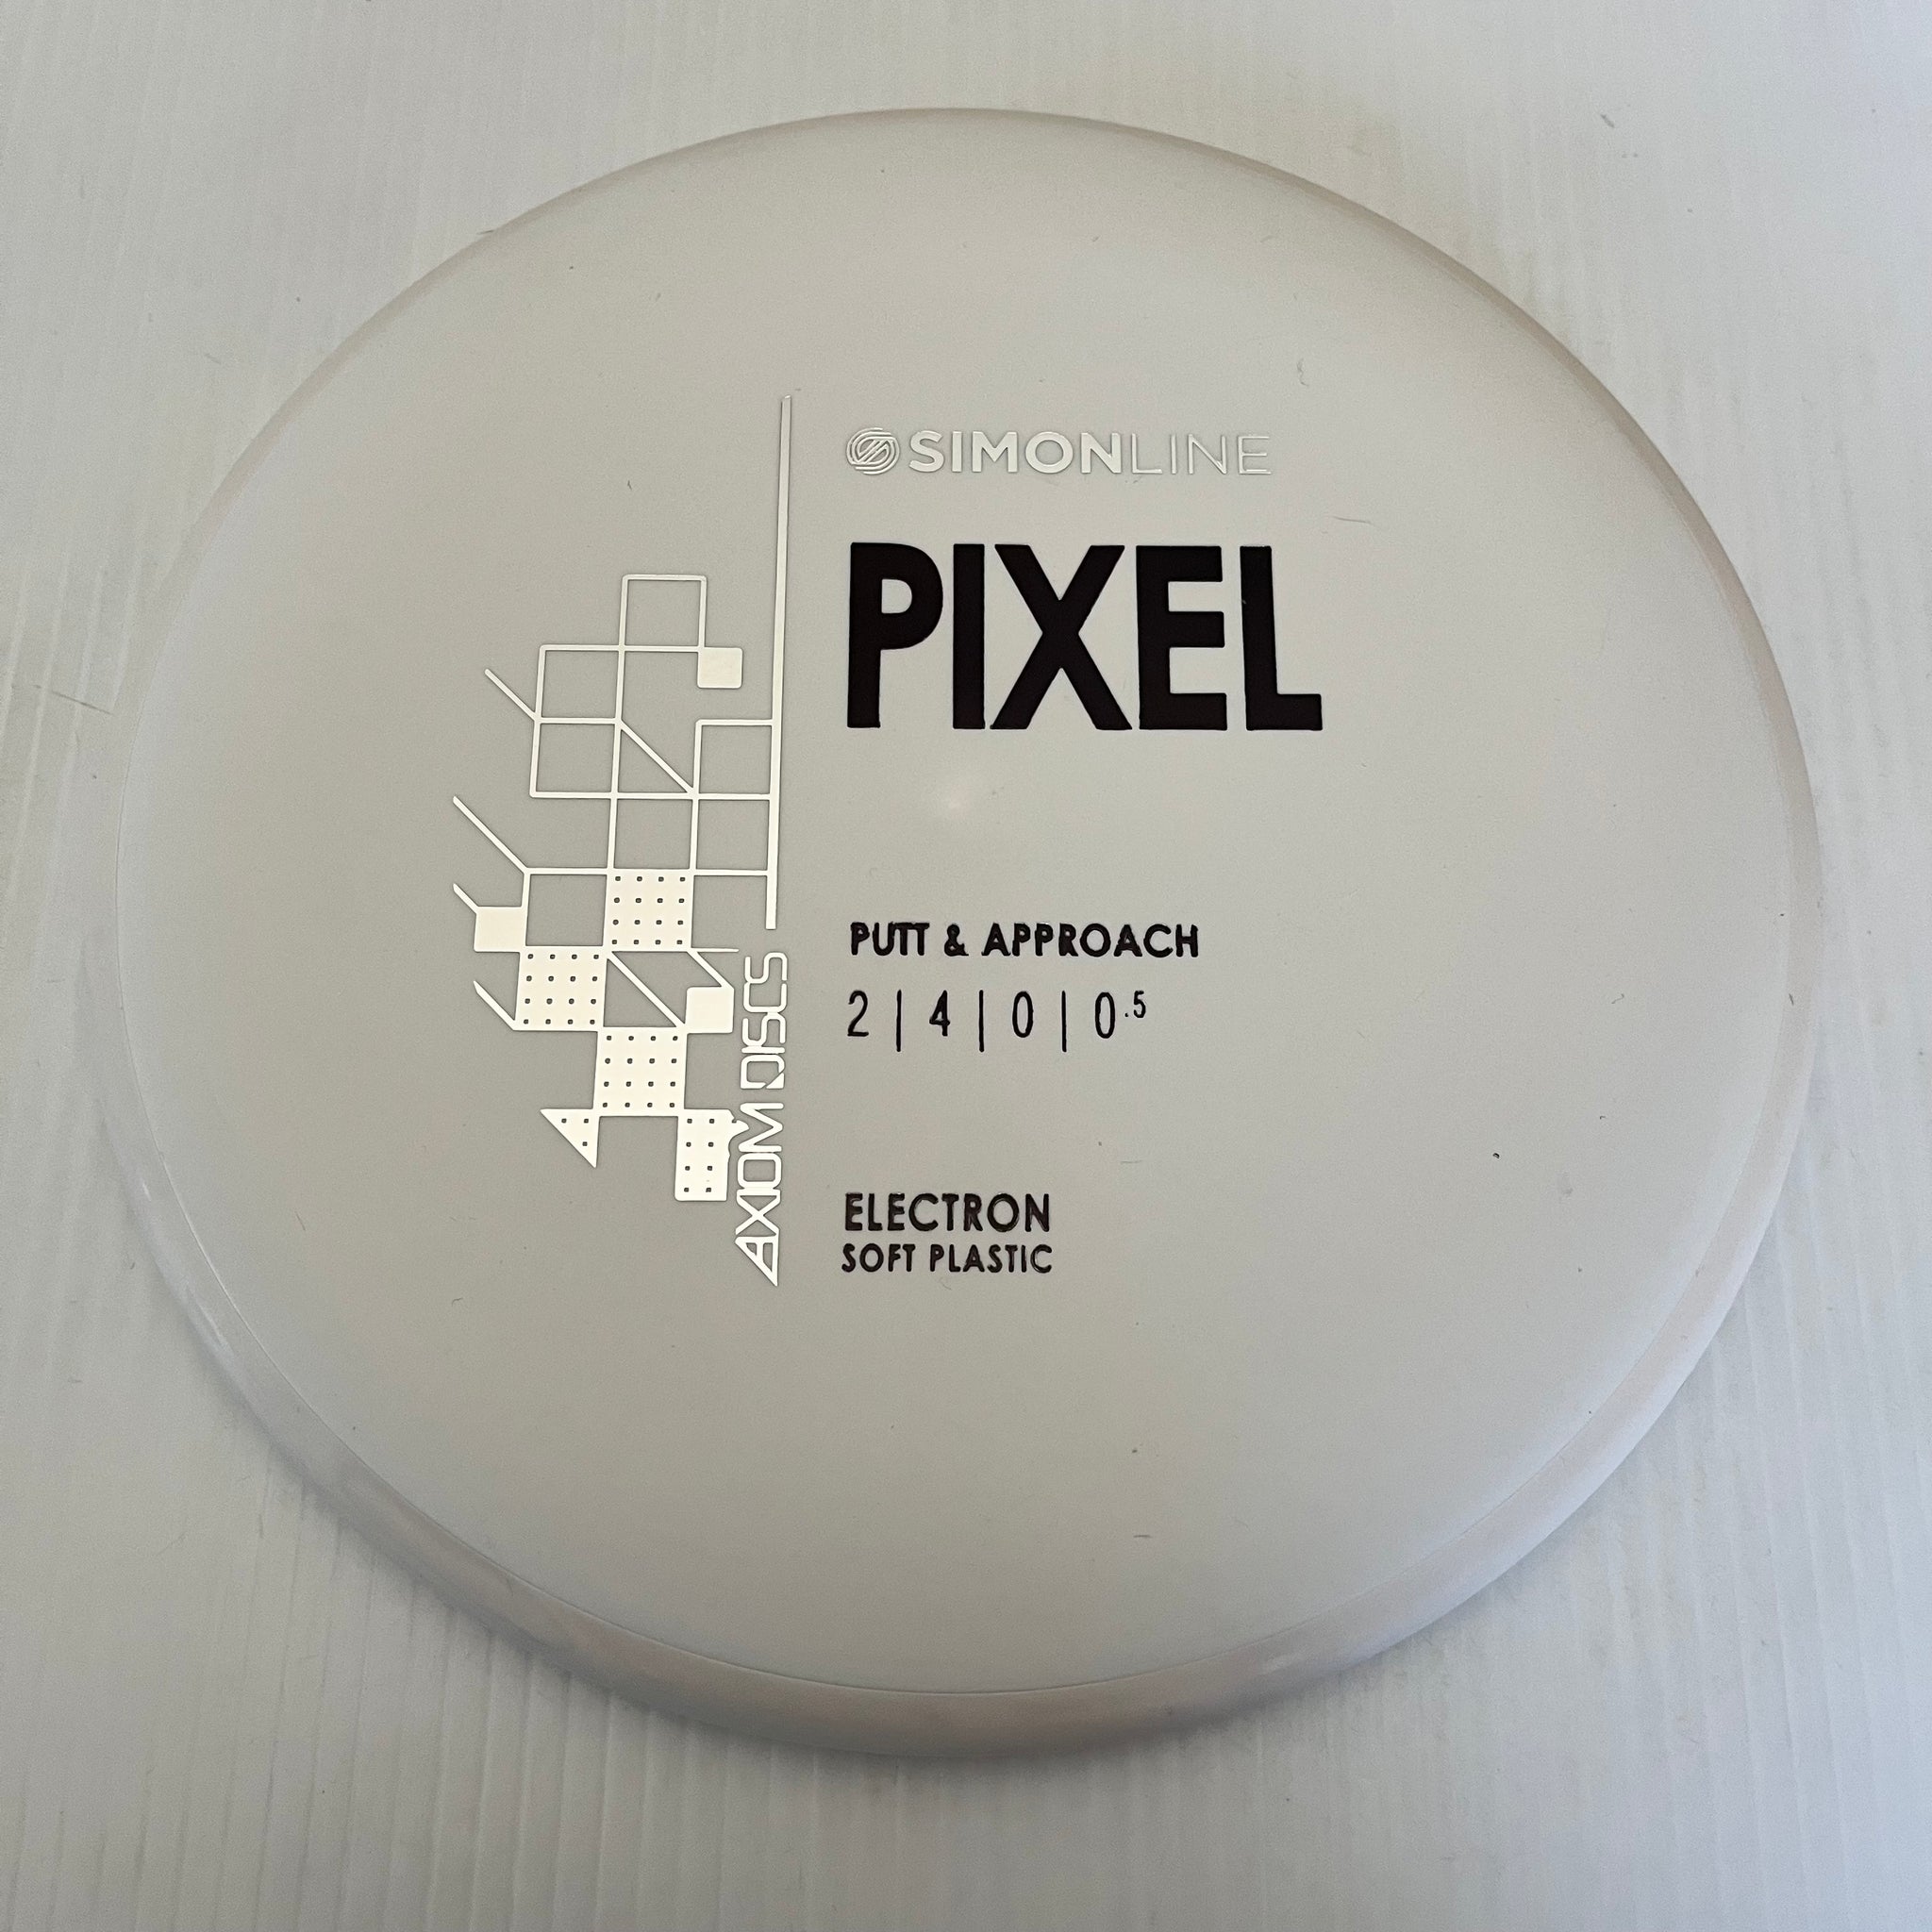 SIMONLINE
PIXEL
PUTT & APPROACH
2 | 4 | 0 | 0.5
ELECTRON
SOFT PLASTIC
AXIOM DISCS